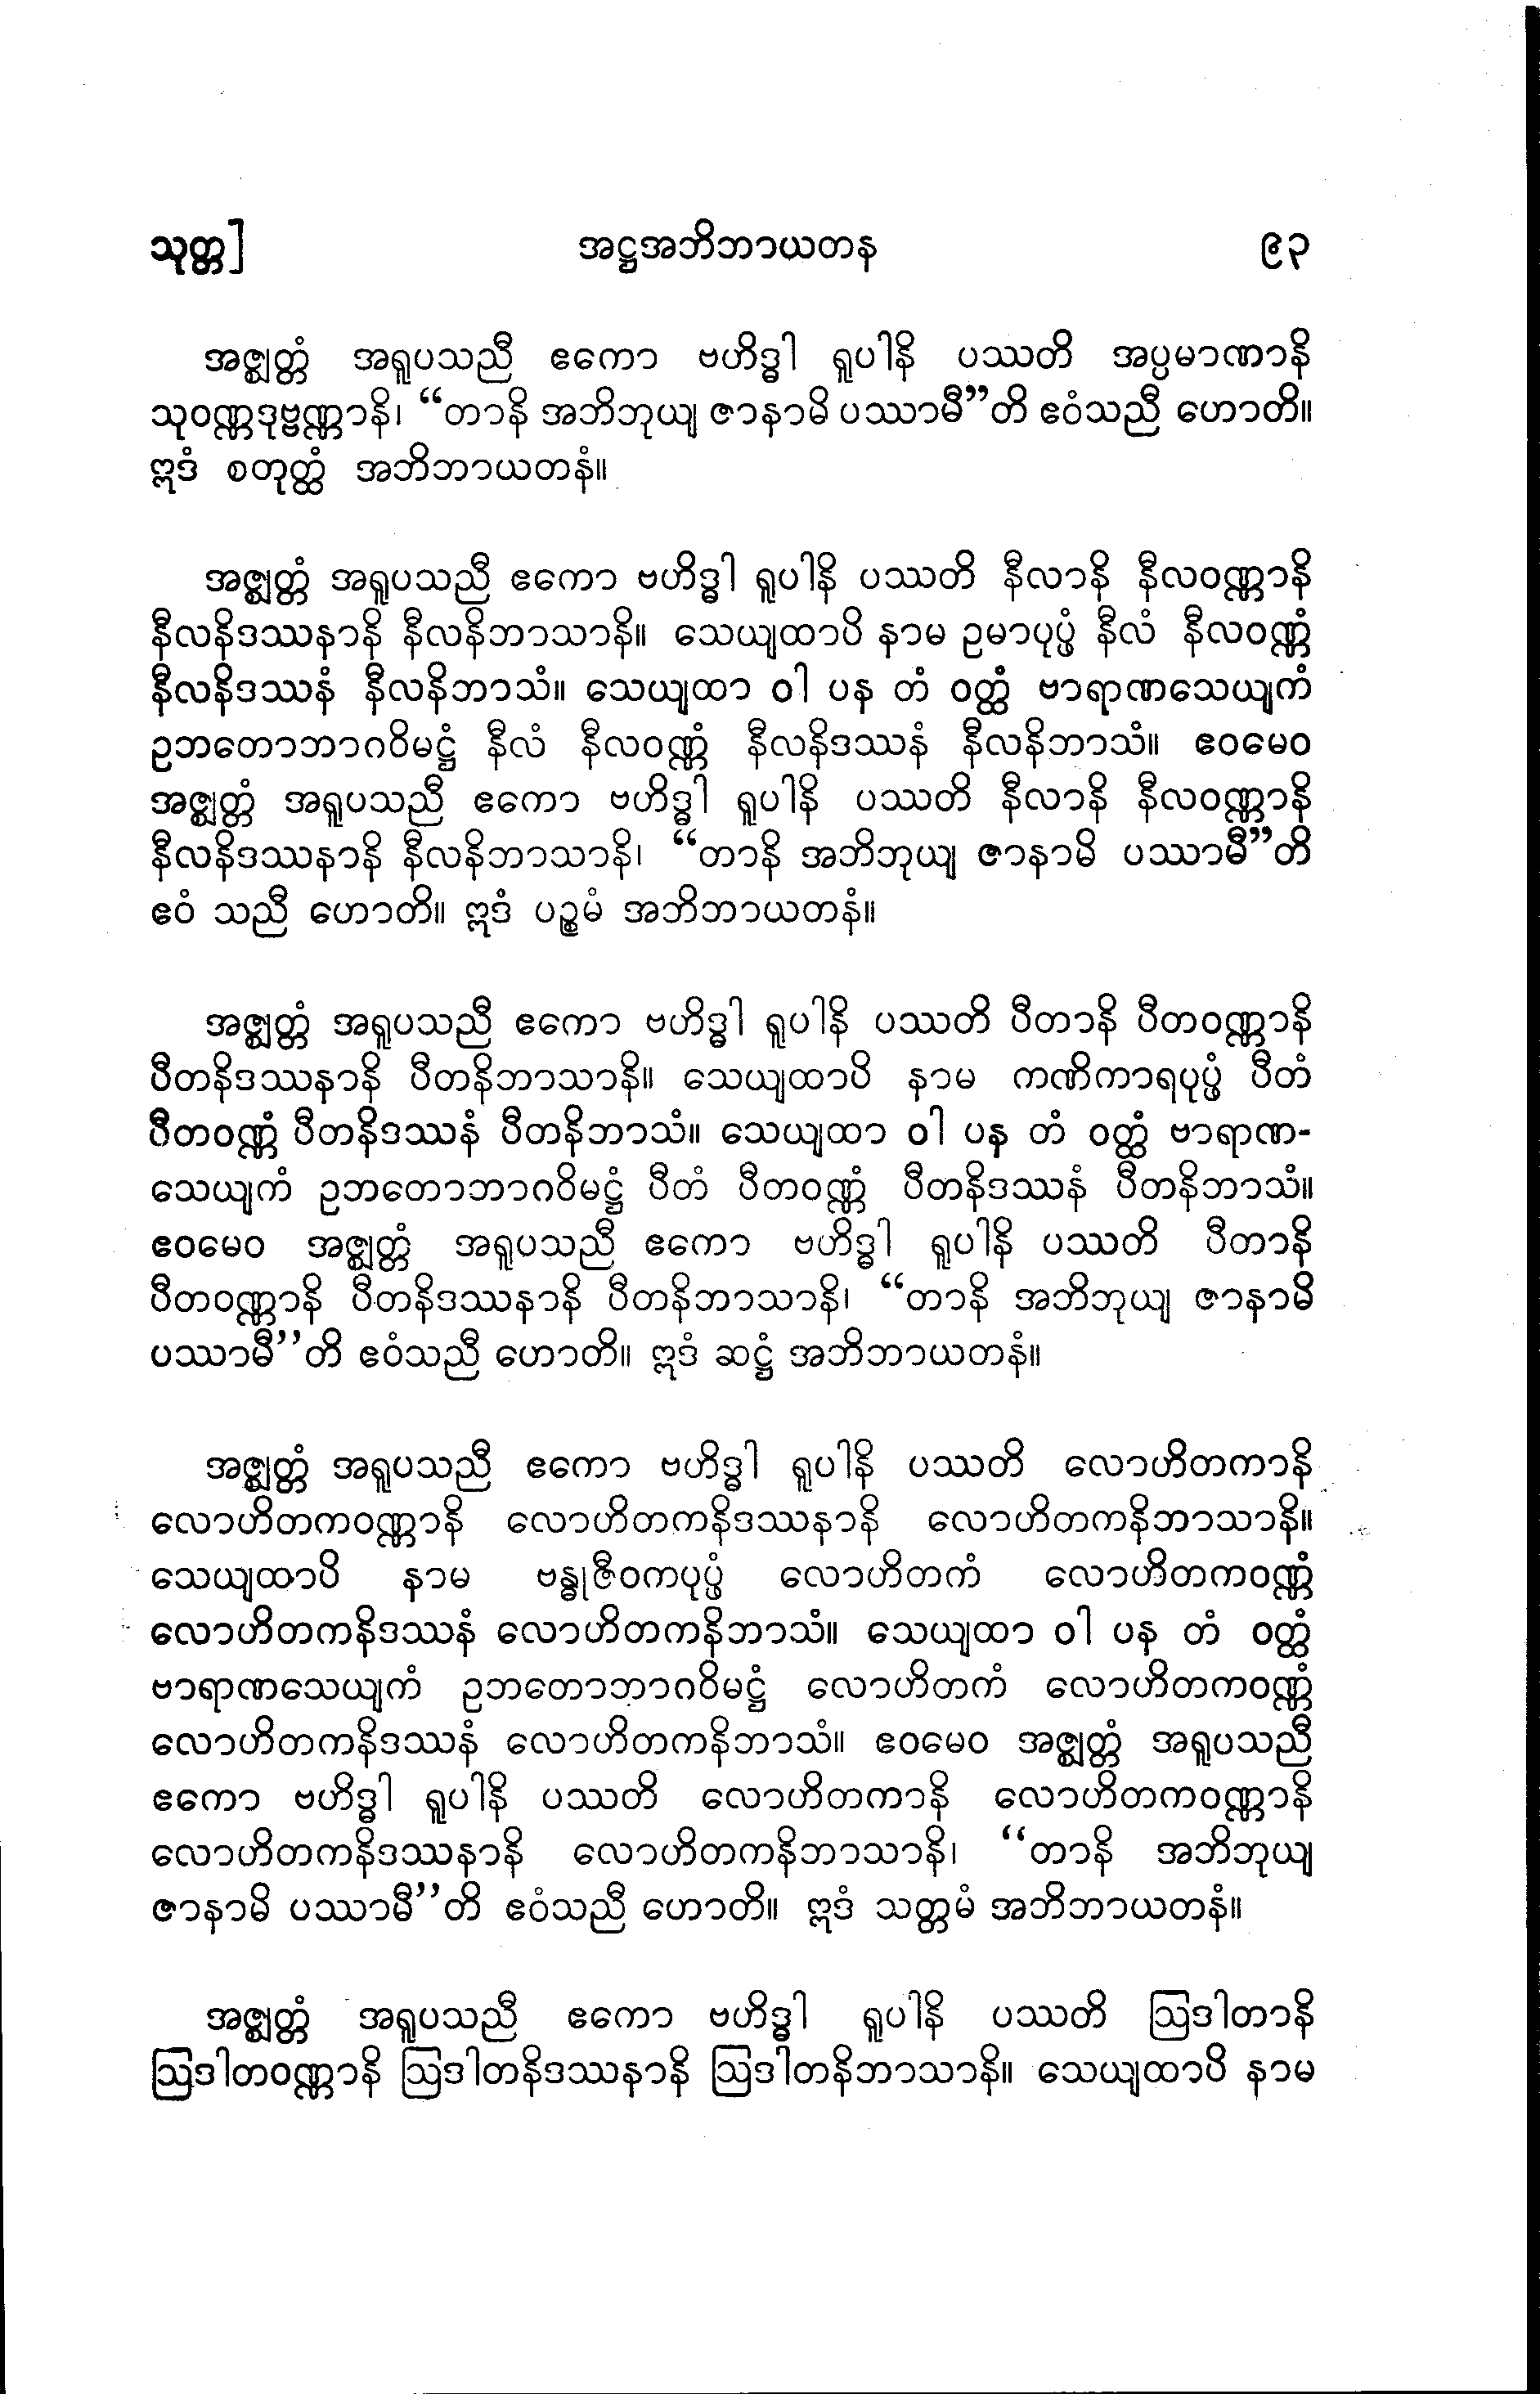 သုတ္တ] အဋ္ဌအဘိဘာယတန ၉၃
အဇ္ဈတ္တံ အရူပသညီ ဧကော ဗဟိဒ္ဓါ ရူပါနိ ပဿတိ အပ္ပမာဏာနိ
သုဝဏ္ဏဒုဗ္ဗဏ္ဏာနိ၊ “တာနိ အဘိဘုယျ ဇာနာမိ ပဿာမီ”တိ ဧဝံသညီ ဟောတိ။
ဣဒံ စတုတ္ထံ အဘိဘာယတနံ။
အဇ္ဈတ္တံ အရူပသညီ ဧကော ဗဟိဒ္ဓါ ရူပါနိ ပဿတိ နီလာနိ နီလဝဏ္ဏာနိ
နီလနိဒဿနာနိ နီလနိဘာသာနိ။ သေယျထာပိ နာမ ဥမာပုပ္ဖံ နီလံ နီလဝဏ္ဏံ
နီလနိဒဿနံ နီလနိဘာသံ။ သေယျထာ ဝါ ပန တံ ဝတ္ထံ ဗာရာဏသေယျကံ
ဥဘတောဘာဂဝိမဋ္ဌံ နီလံ နီလဝဏ္ဏံ နီလနိဒဿနံ နီလနိဘာသံ။ ဧဝမေဝ
အဇ္ဈတ္တံ အရူပသညီ ဧကော ဗဟိဒ္ဓါ ရူပါနိ ပဿတိ နီလာနိ နီလဝဏ္ဏာနိ
နီလနိဒဿနာနိ နီလနိဘာသာနိ၊ “တာနိ အဘိဘုယျ ဇာနာမိ ပဿာမီ”တိ
ဧဝံ သညီ ဟောတိ။ ဣဒံ ပဉ္စမံ အဘိဘာယတနံ။
အဇ္ဈတ္တံ အရူပသညီ ဧကော ဗဟိဒ္ဓါ ရူပါနိ ပဿတိ ပီတာနိ ပီတဝဏ္ဏာနိ
ပီတနိဒဿနာနိ ပီတနိဘာသာနိ။ သေယျထာပိ နာမ ကဏိကာရပုပ္ဖံ ပီတံ
ပီတဝဏ္ဏံ ပီတနိဒဿနံ ပီတနိဘာသံ။ သေယျထာ ဝါ ပန တံ ဝတ္ထံ ဗာရာဏ-
သေယျကံ ဥဘတောဘာဂဝိမဋ္ဌံ ပီတံ ပီတဝဏ္ဏံ ပီတနိဒဿနံ ပီတနိဘာသံ။
ဧဝမေဝ အဇ္ဈတ္တံ အရူပသညီ ဧကော ဗဟိဒ္ဓါ ရူပါနိ ပဿတိ ပီတာနိ
ပီတဝဏ္ဏာနိ ပီတနိဒဿနာနိ ပီတနိဘာသာနိ၊ “တာနိ အဘိဘုယျ ဇာနာမိ
ပဿာမီ”တိ ဧဝံသညီ ဟောတိ။ ဣဒံ ဆဋ္ဌံ အဘိဘာယတနံ။
အဇ္ဈတ္တံ အရူပသညီ ဧကော ဗဟိဒ္ဓါ ရူပါနိ ပဿတိ လောဟိတကာနိ
လောဟိတကဝဏ္ဏာနိ လောဟိတကနိဒဿနာနိ လောဟိတကနိဘာသာနိ။
သေယျထာပိ နာမ ဗန္ဓုဇီဝကပုပ္ဖံ လောဟိတကံ လောဟိတကဝဏ္ဏံ
လောဟိတကနိဒဿနံ လောဟိတကနိဘာသံ။ သေယျထာ ဝါ ပန တံ ဝတ္ထံ
ဗာရာဏသေယျကံ ဥဘတောဘာဂဝိမဋ္ဌံ လောဟိတကံ လောဟိတကဝဏ္ဏံ
လောဟိတကနိဒဿနံ လောဟိတကနိဘာသံ။ ဧဝမေဝ အဇ္ဈတ္တံ အရူပသညီ
ဧကော ဗဟိဒ္ဓါ ရူပါနိ ပဿတိ လောဟိတကာနိ လောဟိတကဝဏ္ဏာနိ
လောဟိတကနိဒဿနာနိ လောဟိတကနိဘာသာနိ၊ “တာနိ အဘိဘုယျ
ဇာနာမိ ပဿာမီ”တိ ဧဝံသညီ ဟောတိ။ ဣဒံ သတ္တမံ အဘိဘာယတနံ။
အဇ္ဈတ္တံ အရူပသညီ ဧကော ဗဟိဒ္ဓါ ရူပါနိ ပဿတိ ဩဒါတာနိ
ဩဒါတဝဏ္ဏာနိ ဩဒါတနိဒဿနာနိ ဩဒါတနိဘာသာနိ။ သေယျထာပိ နာမ